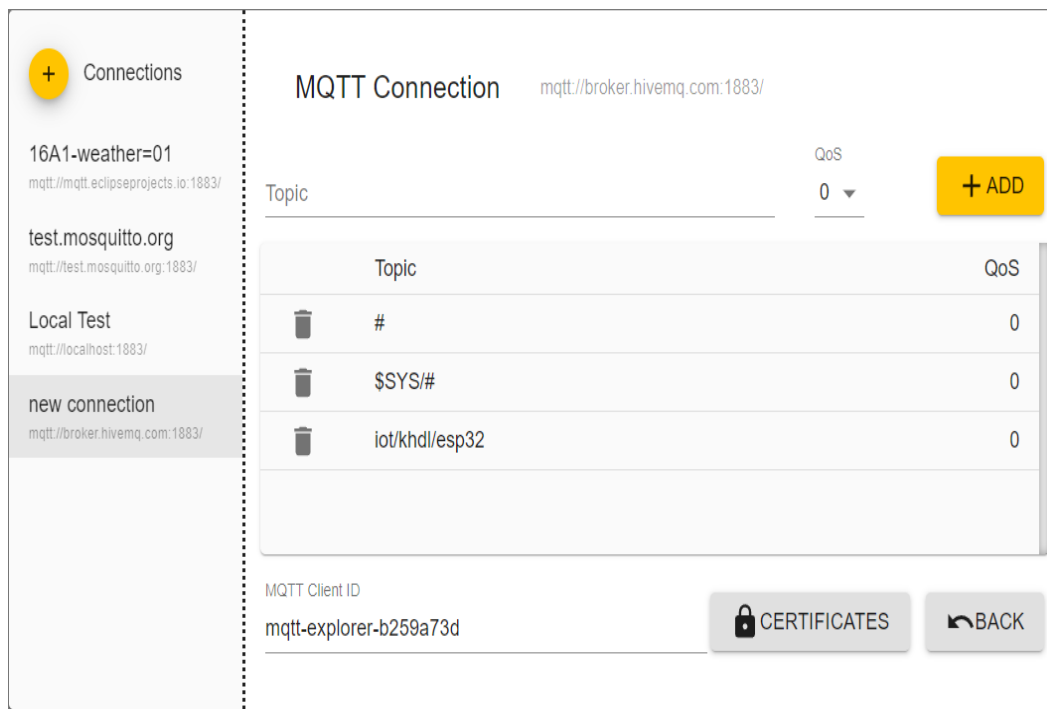 + Connections
16A1-weather=01
mqtt://mqtt.eclipseprojects.io:1883/
test.mosquitto.org
mqtt://test.mosquitto.org:1883/
Local Test
mqtt://localhost:1883/
new connection
mqtt://broker.hivemq.com:1883/
MQTT Connection mqtt://broker.hivemq.com:1883/
QoS
Topic 0 + ADD
Topic QoS
# 0
$SYS/# 0
iot/khdl/esp32 0
MQTT Client ID
mqtt-explorer-b259a73d CERTIFICATES BACK